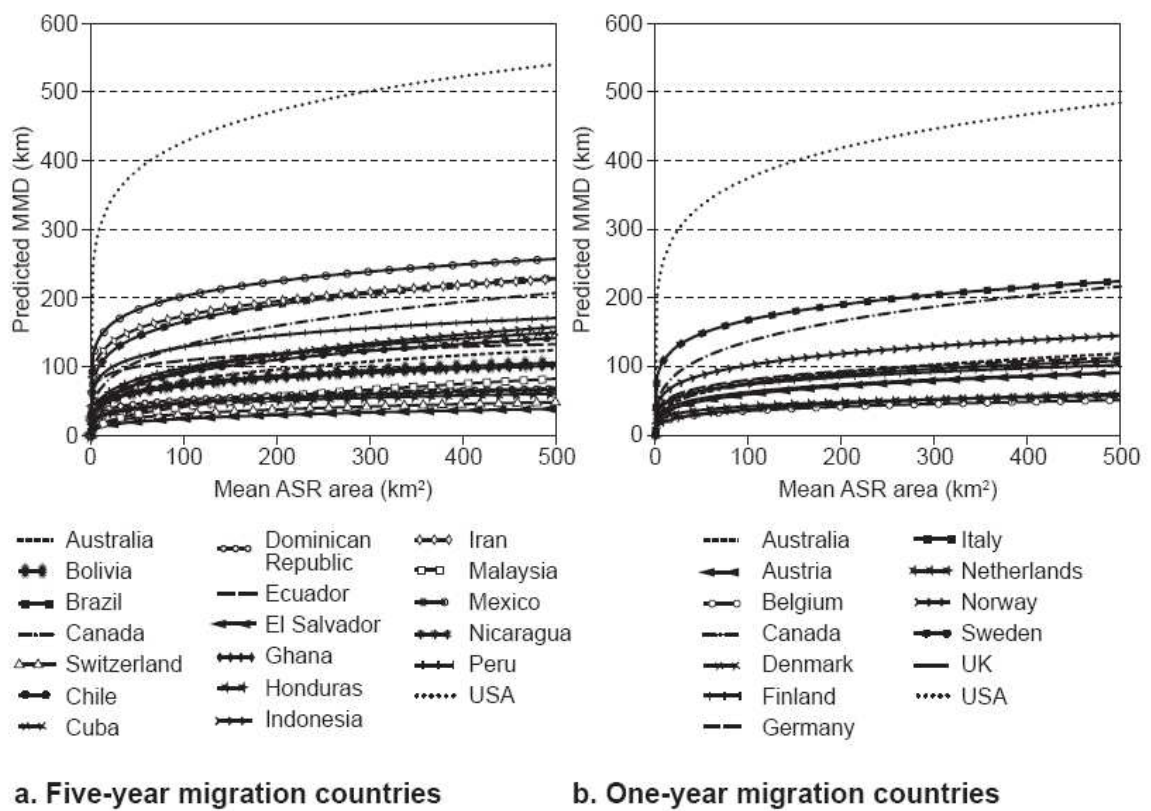 600
500
400
300
200
100
0
Predicted MMD (km)
0 100 200 300 400 500
Mean ASR area (km²)
Australia
Bolivia
Brazil
Canada
Switzerland
Chile
Cuba
Dominican
Republic
Ecuador
El Salvador
Ghana
Honduras
Indonesia
Iran
Malaysia
Mexico
Nicaragua
Peru
USA
a. Five-year migration countries
600
500
400
300
200
100
0
Predicted MMD (km)
0 100 200 300 400 500
Mean ASR area (km²)
Australia
Austria
Belgium
Canada
Denmark
Finland
Germany
Italy
Netherlands
Norway
Sweden
UK
USA
b. One-year migration countries